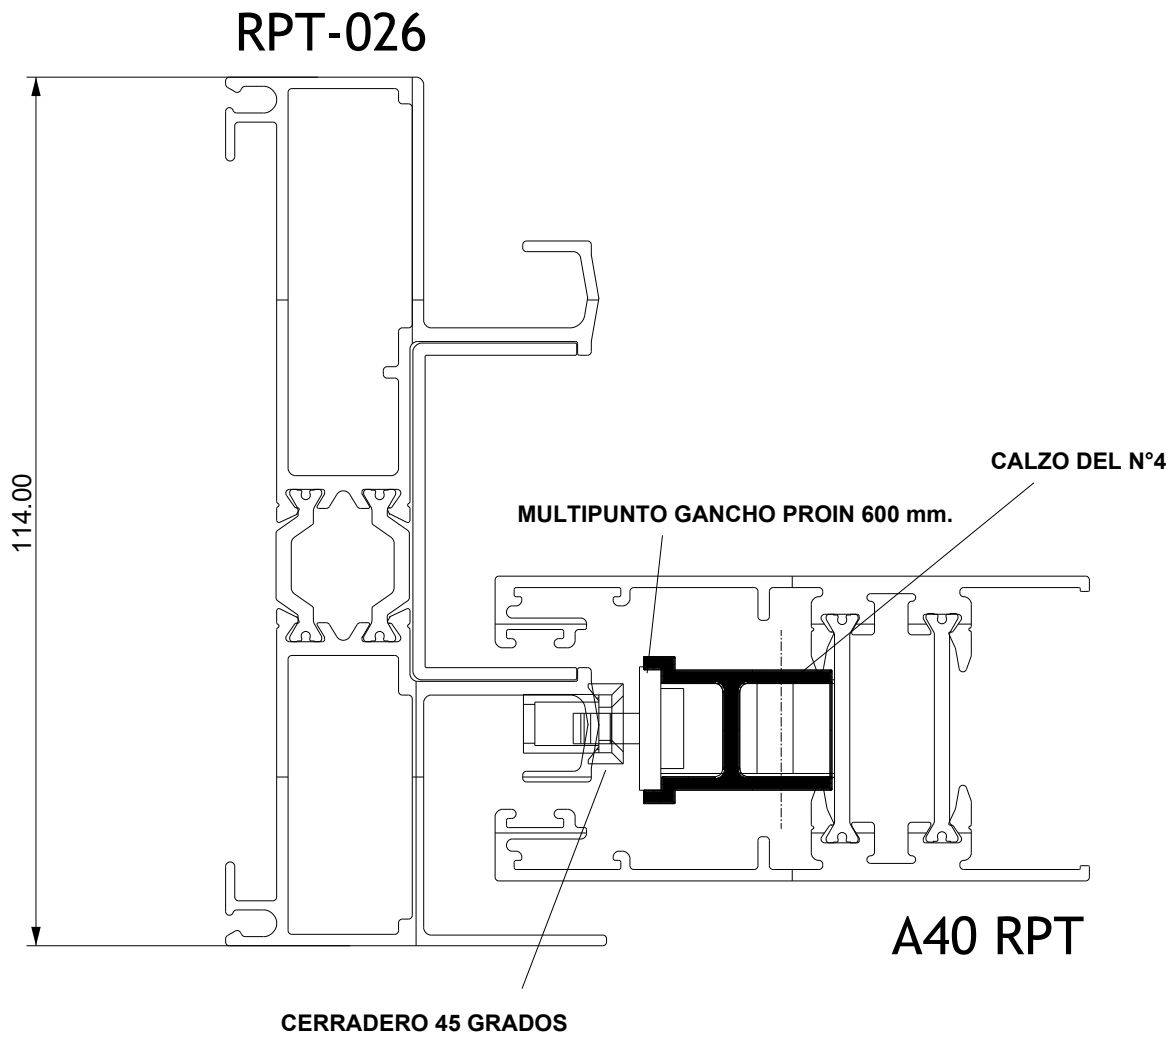 RPT-026
CALZO DEL N°4
114.00
MULTIPUNTO GANCHO PROIN 600 mm.
A40 RPT
CERRADERO 45 GRADOS